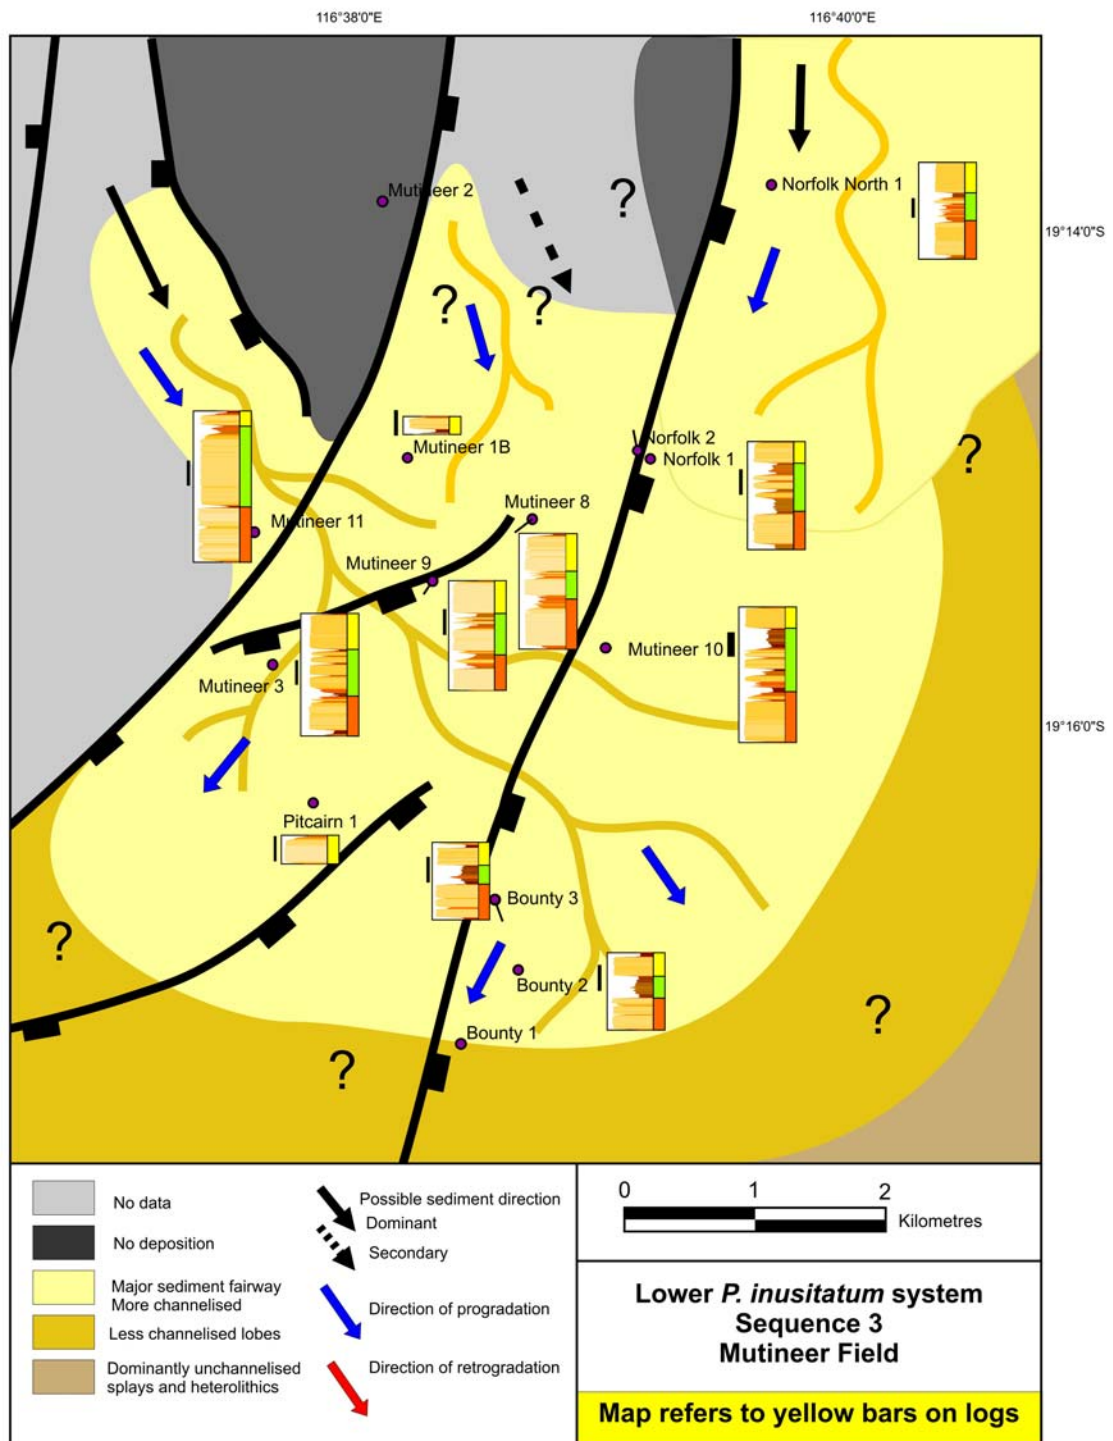 116°38'0"E
116°40'0"E
Mutineer 2
Norfolk North 1
?
19°14'0"S
?
?
Mutineer 1B
Norfolk 2
Norfolk 1
?
Mutineer 8
Mutineer 11
Mutineer 9
Mutineer 10
Mutineer 3
19°16'0"S
Pitcairn 1
Bounty 3
?
Bounty 2
?
Bounty 1
?
No data
No deposition
Major sediment fairway
More channelised
Less channelised lobes
Dominantly unchannelised
splays and heterolithics
Possible sediment direction
Dominant
Secondary
Direction of progradation
Direction of retrogradation
0 1 2
Kilometres
Lower P. inusitatum system
Sequence 3
Mutineer Field
Map refers to yellow bars on logs